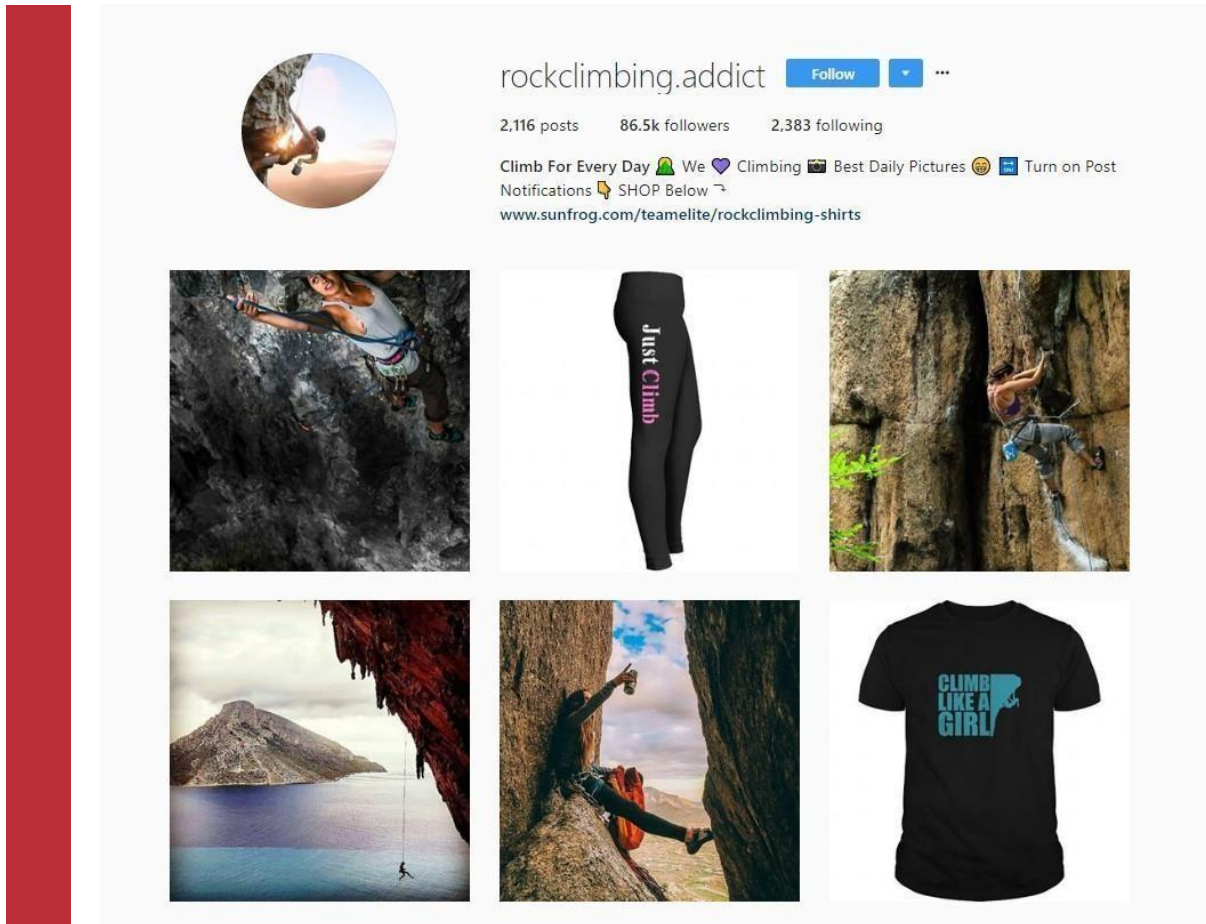 rockclimbing.addict Follow
2,116 posts 86.5k followers 2,383 following
Climb For Every Day We Climbing Best Daily Pictures Turn on Post
Notifications SHOP Below
www.sunfrog.com/teamelite/rockclimbing-shirts
Just Climb
CLIMB
LIKE A
GIRL